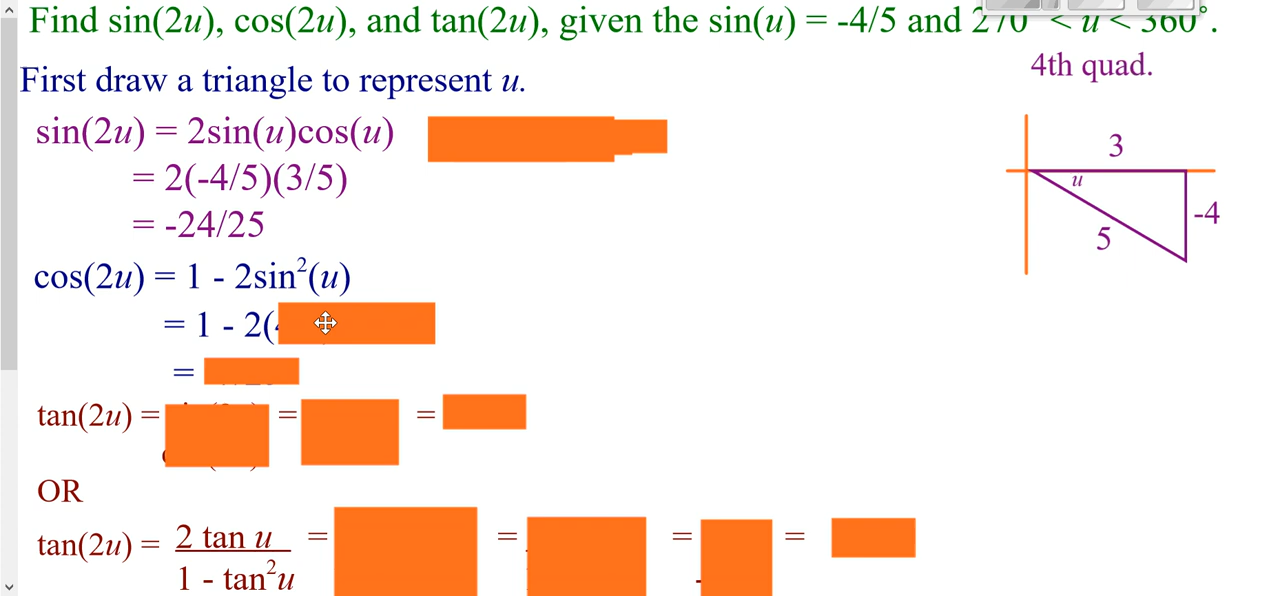 Find sin(2u), cos(2u), and tan(2u), given the sin(u) = -4/5 and 270° < u < 360°.
4th quad.
First draw a triangle to represent u.
sin(2u) = 2sin(u)cos(u)
= 2(-4/5)(3/5)
= -24/25
3
u
-4
5
cos(2u) = 1 - 2sin²(u)
= 1 - 2(
=
tan(2u) = = =
OR
tan(2u) = 2 tan u = = = =
1 - tan²u